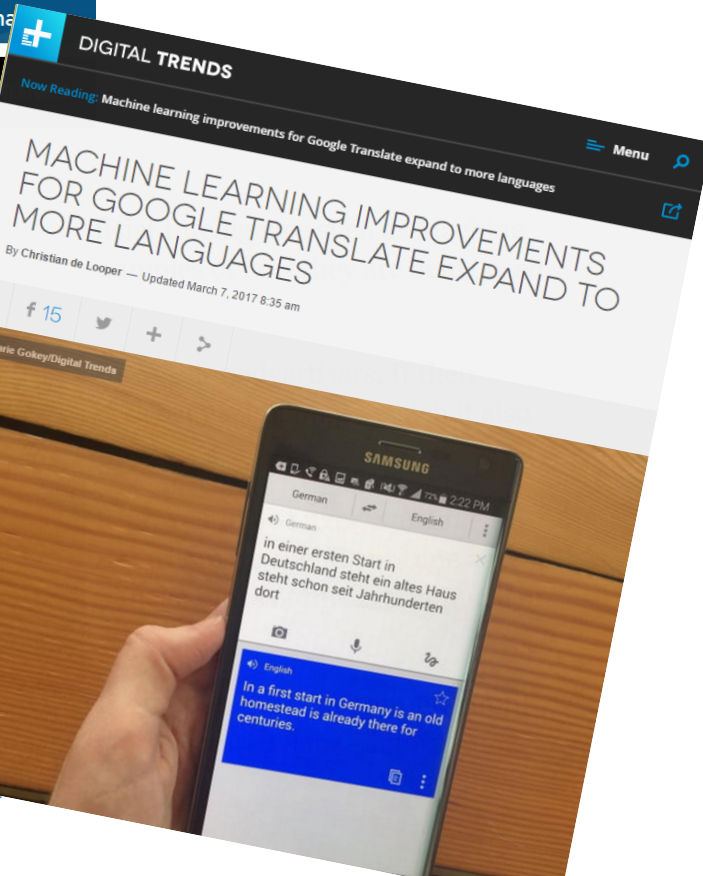 DIGITAL TRENDS
Now Reading: Machine learning improvements for Google Translate expand to more languages
Menu
MACHINE LEARNING IMPROVEMENTS
FOR GOOGLE TRANSLATE EXPAND TO
MORE LANGUAGES
By Christian de Looper — Updated March 7, 2017 8:35 am
15
Gokey/Digital Trends
SAMSUNG
72% 2:22 PM
German
English
German
in einer ersten Start in
Deutschland steht ein altes Haus
steht schon seit Jahrhunderten
dort
English
In a first start in Germany is an old
homestead is already there for
centuries.